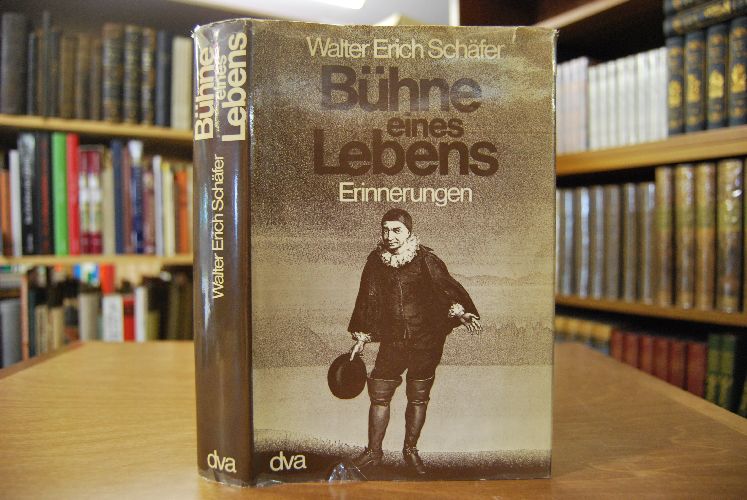 Bühne
eines
Lebens
Walter Erich Schäfer
dva
Walter Erich Schäfer
Bühne
eines
Lebens
Erinnerungen
dva